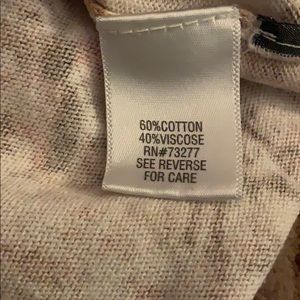 60%COTTON
40%VISCOSE
RN#73277
SEE REVERSE
FOR CARE